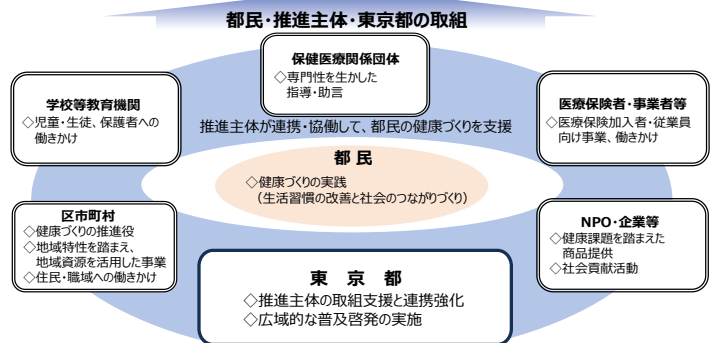 都民・推進主体・東京都の取組
保健医療関係団体
◇専門性を生かした
指導・助言
学校等教育機関
◇児童・生徒、保護者への
働きかけ
医療保険者・事業者等
◇医療保険加入者・従業員
向け事業、働きかけ
推進主体が連携・協働して、都民の健康づくりを支援
都 民
◇健康づくりの実践
（生活習慣の改善と社会のつながりづくり）
区市町村
◇健康づくりの推進役
◇地域特性を踏まえ、
地域資源を活用した事業
◇住民・職域への働きかけ
NPO・企業等
◇健康課題を踏まえた
商品提供
◇社会貢献活動
東 京 都
◇推進主体の取組支援と連携強化
◇広域的な普及啓発の実施